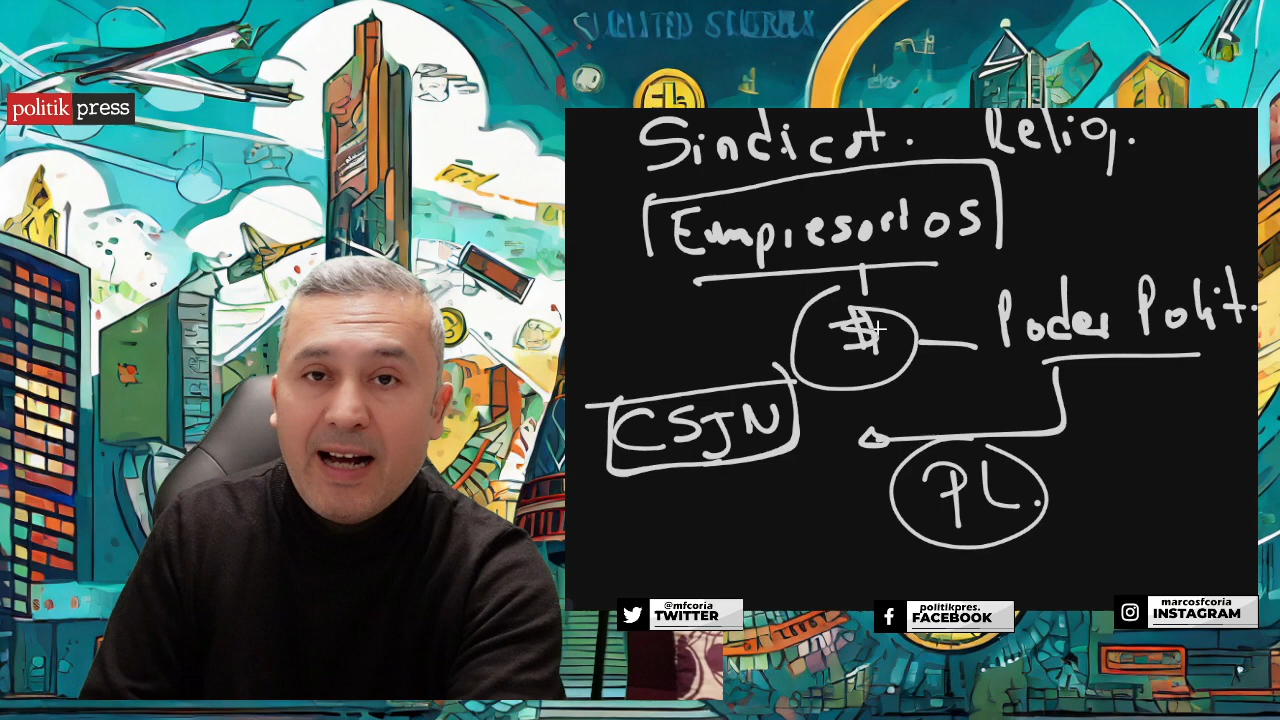 politik press
Sindicat. Relig.
Empresarios
$
Poder Polit.
CSJN
PL.
@mfcoria
TWITTER
politikpres.
FACEBOOK
marcosfcoria
INSTAGRAM